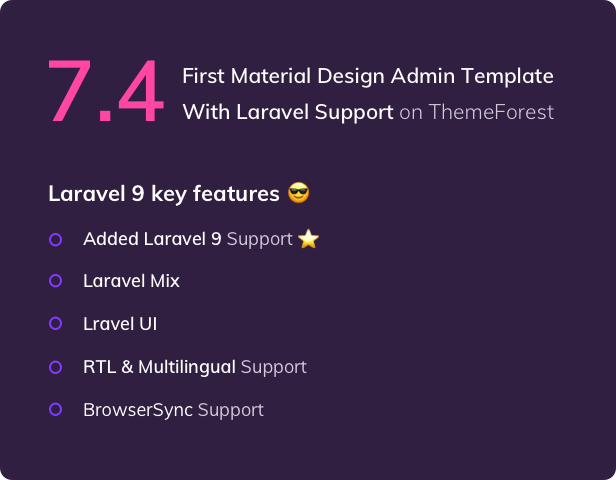 7.4
First Material Design Admin Template
With Laravel Support on ThemeForest
Laravel 9 key features 😎
Added Laravel 9 Support ⭐
Laravel Mix
Lravel UI
RTL & Multilingual Support
BrowserSync Support